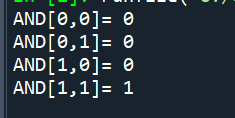 AND[0,0]= 0
AND[0,1]= 0
AND[1,0]= 0
AND[1,1]= 1